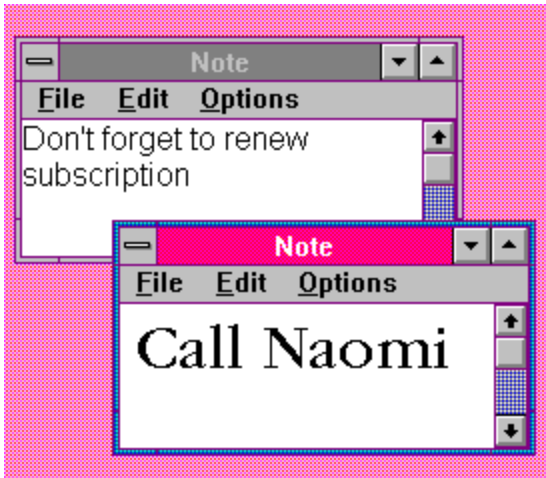 Note
File Edit Options
Don't forget to renew
subscription
Note
File Edit Options
Call Naomi